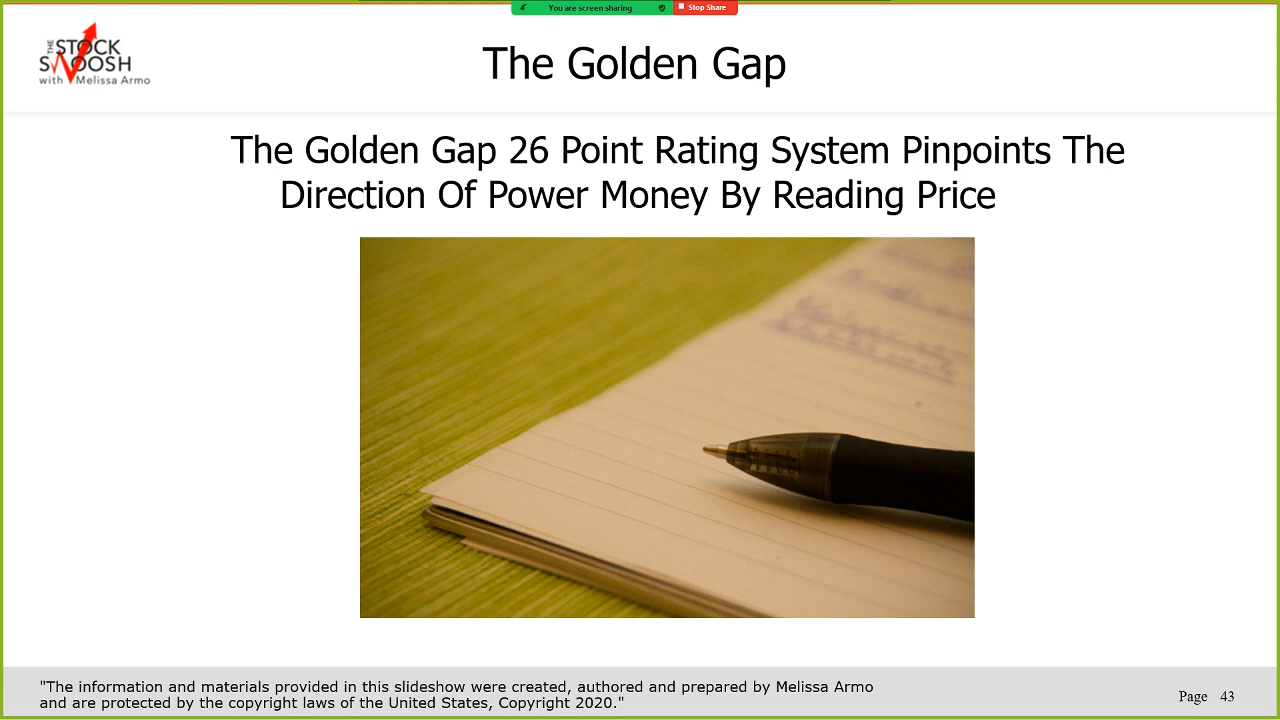 You are screen sharing Stop Share
THE
STOCK
SWOOSH
with Melissa Armo
The Golden Gap
The Golden Gap 26 Point Rating System Pinpoints The
Direction Of Power Money By Reading Price
"The information and materials provided in this slideshow were created, authored and prepared by Melissa Armo
and are protected by the copyright laws of the United States, Copyright 2020."
Page 43